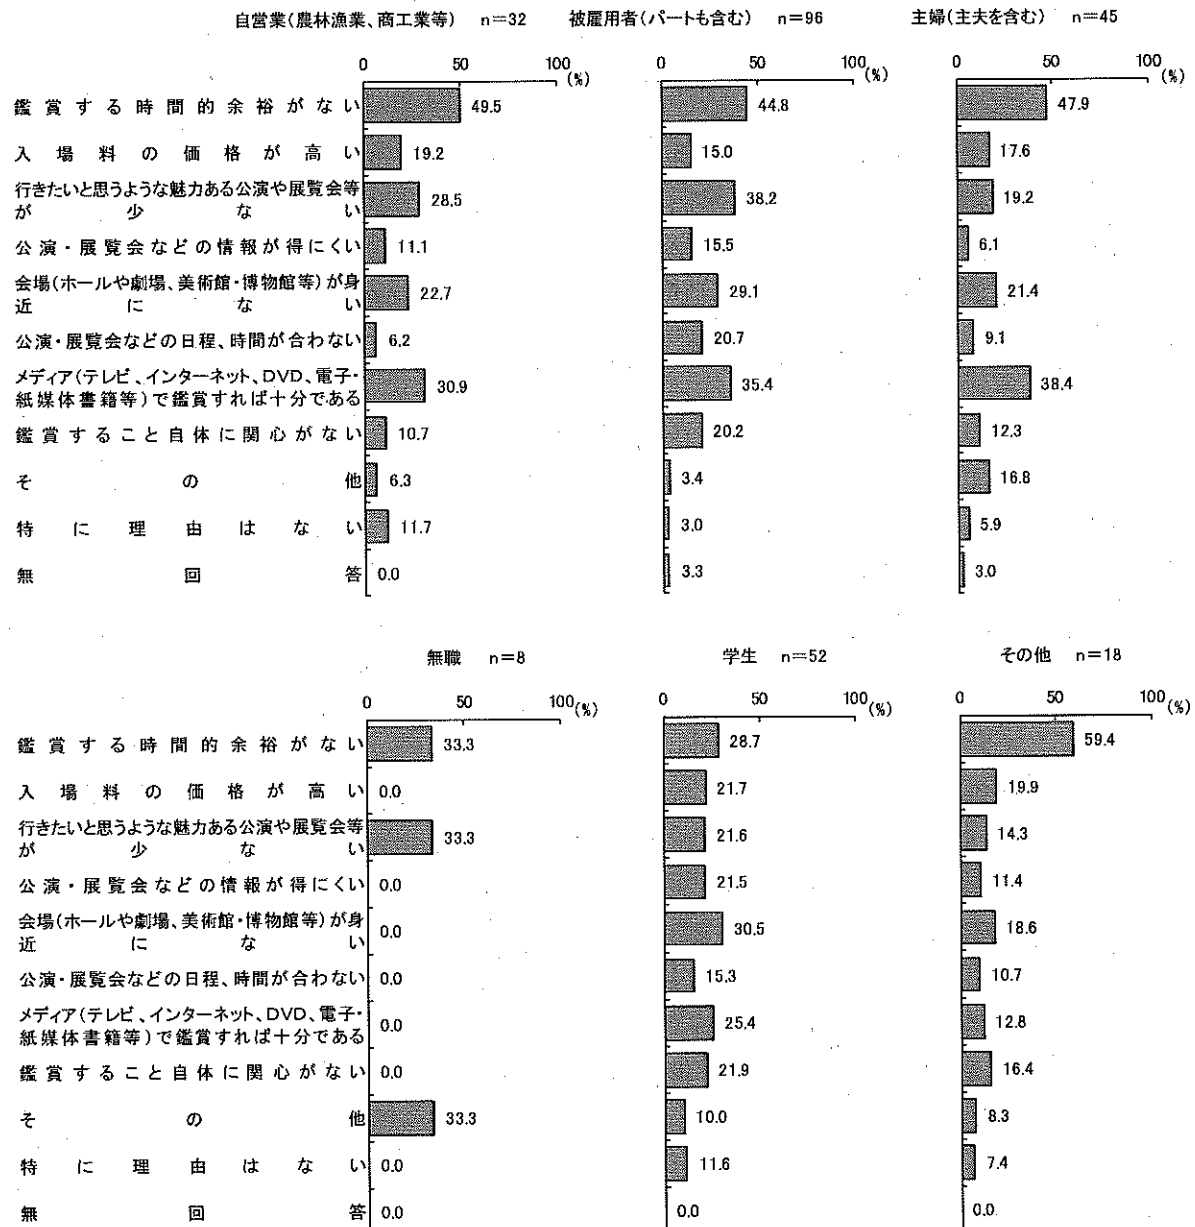 自営業(農林漁業、商工業等) n=32 被雇用者(パートも含む) n=96 主婦(主夫を含む) n=45
0 50 100(%) 0 50 100(%) 0 50 100(%)
鑑賞する時間的余裕がない 49.5 44.8 47.9
入場料の価格が高い 19.2 15.0 17.6
行きたいと思うような魅力ある公演や展覧会等
が少ない 28.5 38.2 19.2
公演・展覧会などの情報が得にくい 11.1 15.5 6.1
会場(ホールや劇場、美術館・博物館等)が身
近にない 22.7 29.1 21.4
公演・展覧会などの日程、時間が合わない 6.2 20.7 9.1
メディア(テレビ、インターネット、DVD、電子・
紙媒体書籍等)で鑑賞すれば十分である 30.9 35.4 38.4
鑑賞すること自体に関心がない 10.7 20.2 12.3
その他 6.3 3.4 16.8
特に理由はない 11.7 3.0 5.9
無回答 0.0 3.3 3.0
無職 n=8 学生 n=52 その他 n=18
0 50 100(%) 0 50 100(%) 0 50 100(%)
鑑賞する時間的余裕がない 33.3 28.7 59.4
入場料の価格が高い 0.0 21.7 19.9
行きたいと思うような魅力ある公演や展覧会等
が少ない 33.3 21.6 14.3
公演・展覧会などの情報が得にくい 0.0 21.5 11.4
会場(ホールや劇場、美術館・博物館等)が身
近にない 0.0 30.5 18.6
公演・展覧会などの日程、時間が合わない 0.0 15.3 10.7
メディア(テレビ、インターネット、DVD、電子・
紙媒体書籍等)で鑑賞すれば十分である 0.0 25.4 12.8
鑑賞すること自体に関心がない 0.0 21.9 16.4
その他 33.3 10.0 8.3
特に理由はない 0.0 11.6 7.4
無回答 0.0 0.0 0.0